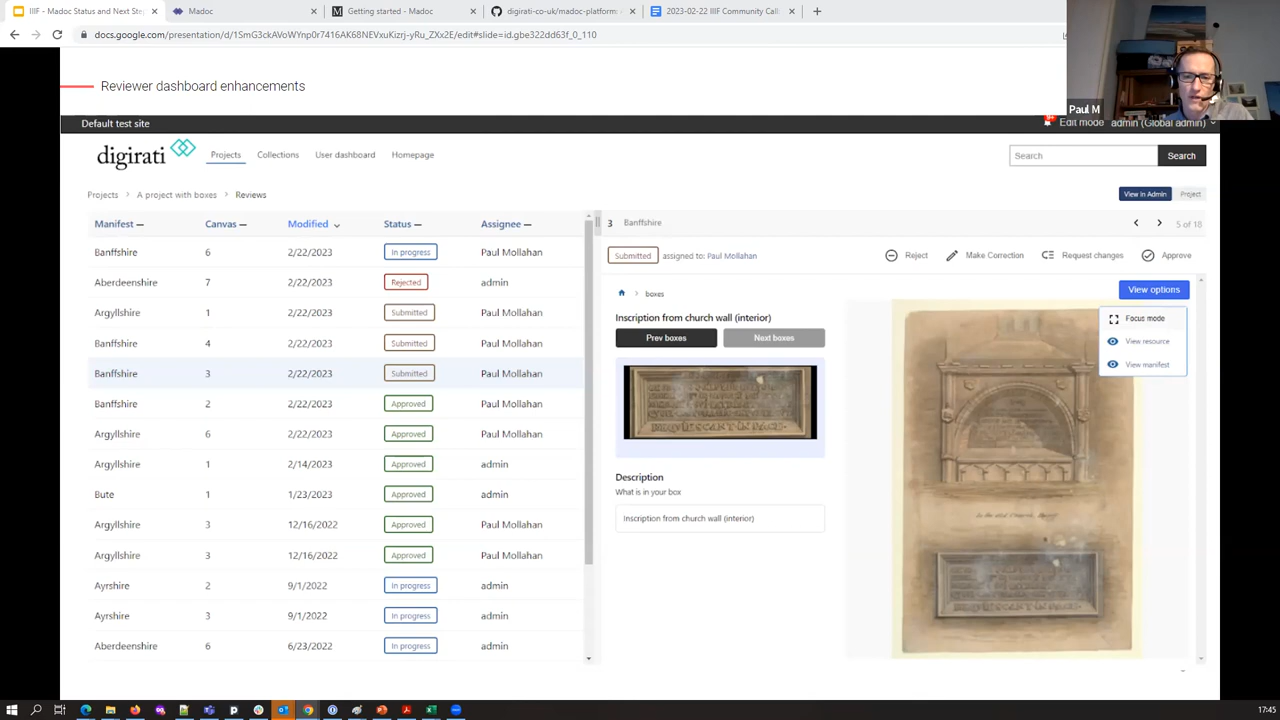 IIIF - Madoc Status and Next Step
Madoc
Getting started - Madoc
digirati-co-uk/madoc-platform:
2023-02-22 IIIF Community Call
docs.google.com/presentation/d/1SmG3ckAVoWYnp0r7416AK68NEVxuKizrj-yRu_ZXx2E/edit#slide=id.gbe322dd63f_0_110
Paul M
Reviewer dashboard enhancements
Default test site
Edit mode admin (Global admin)
digirati
Projects Collections User dashboard Homepage
Search Search
Projects > A project with boxes > Reviews
View in Admin Project
Manifest Canvas Modified Status Assignee
Banffshire 6 2/22/2023 In progress Paul Mollahan
Aberdeenshire 7 2/22/2023 Rejected admin
Argyllshire 1 2/22/2023 Submitted Paul Mollahan
Banffshire 4 2/22/2023 Submitted Paul Mollahan
Banffshire 3 2/22/2023 Submitted Paul Mollahan
Banffshire 2 2/22/2023 Approved Paul Mollahan
Argyllshire 6 2/22/2023 Approved Paul Mollahan
Argyllshire 1 2/14/2023 Approved admin
Bute 1 1/23/2023 Approved admin
Argyllshire 3 12/16/2022 Approved Paul Mollahan
Argyllshire 3 12/16/2022 Approved Paul Mollahan
Ayrshire 2 9/1/2022 In progress admin
Ayrshire 3 9/1/2022 In progress admin
Aberdeenshire 6 6/23/2022 In progress admin
3 Banffshire
5 of 18
Submitted assigned to: Paul Mollahan
Reject Make Correction Request changes Approve
boxes
View options
Focus mode
View resource
View manifest
Inscription from church wall (interior)
Prev boxes Next boxes
Description
What is in your box
Inscription from church wall (interior)
17:45